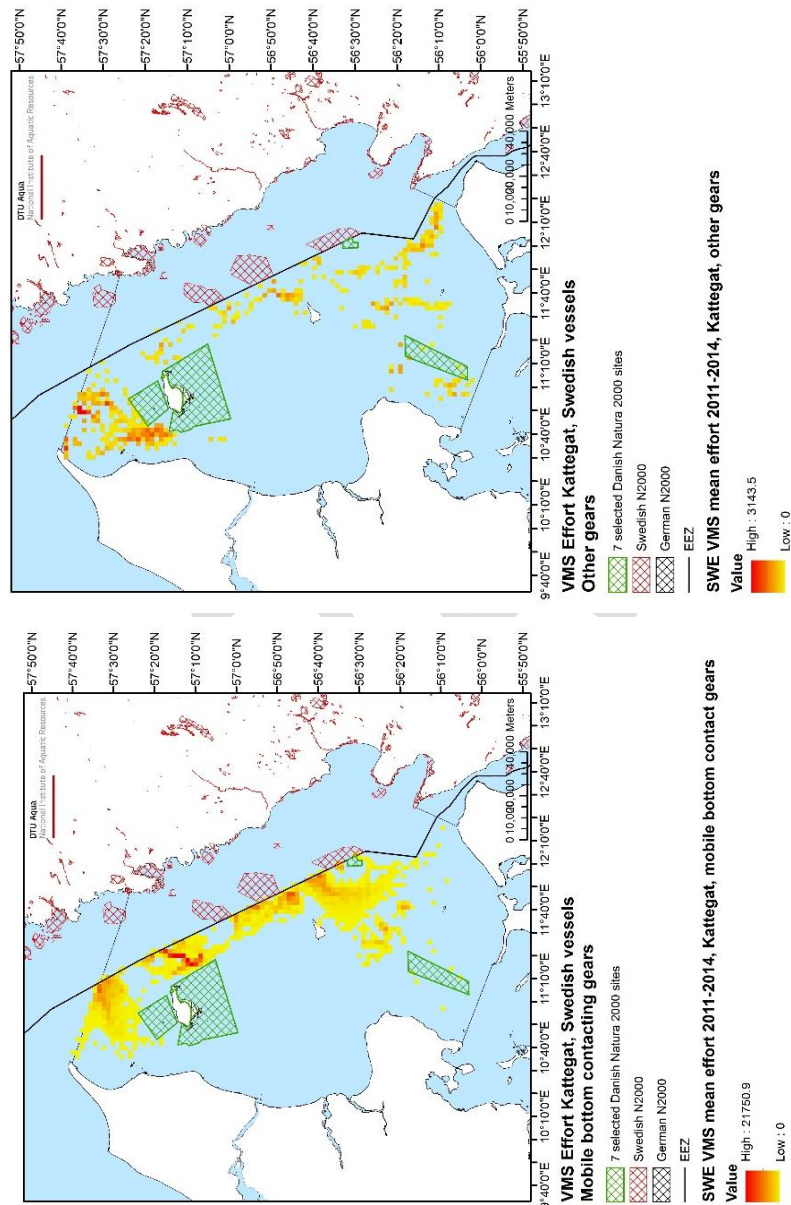 DTU Aqua
National Institute of Aquatic Resources
57°50'0"N
57°40'0"N
57°30'0"N
57°20'0"N
57°10'0"N
57°0'0"N
56°50'0"N
56°40'0"N
56°30'0"N
56°20'0"N
56°10'0"N
56°0'0"N
55°50'0"N
40,000 Meters
9°40'0"E 10°10'0"E 10°40'0"E 11°10'0"E 11°40'0"E 12°10'0"E 12°40'0"E 13°10'0"E
VMS Effort Kattegat, Swedish vessels
Mobile bottom contacting gears
7 selected Danish Natura 2000 sites
Swedish N2000
German N2000
EEZ
SWE VMS mean effort 2011-2014, Kattegat, mobile bottom contact gears
Value
High : 21750.9
Low : 0
DTU Aqua
National Institute of Aquatic Resources
57°50'0"N
57°40'0"N
57°30'0"N
57°20'0"N
57°10'0"N
57°0'0"N
56°50'0"N
56°40'0"N
56°30'0"N
56°20'0"N
56°10'0"N
56°0'0"N
55°50'0"N
40,000 Meters
9°40'0"E 10°10'0"E 10°40'0"E 11°10'0"E 11°40'0"E 12°10'0"E 12°40'0"E 13°10'0"E
VMS Effort Kattegat, Swedish vessels
Other gears
7 selected Danish Natura 2000 sites
Swedish N2000
German N2000
EEZ
SWE VMS mean effort 2011-2014, Kattegat, other gears
Value
High : 3143.5
Low : 0